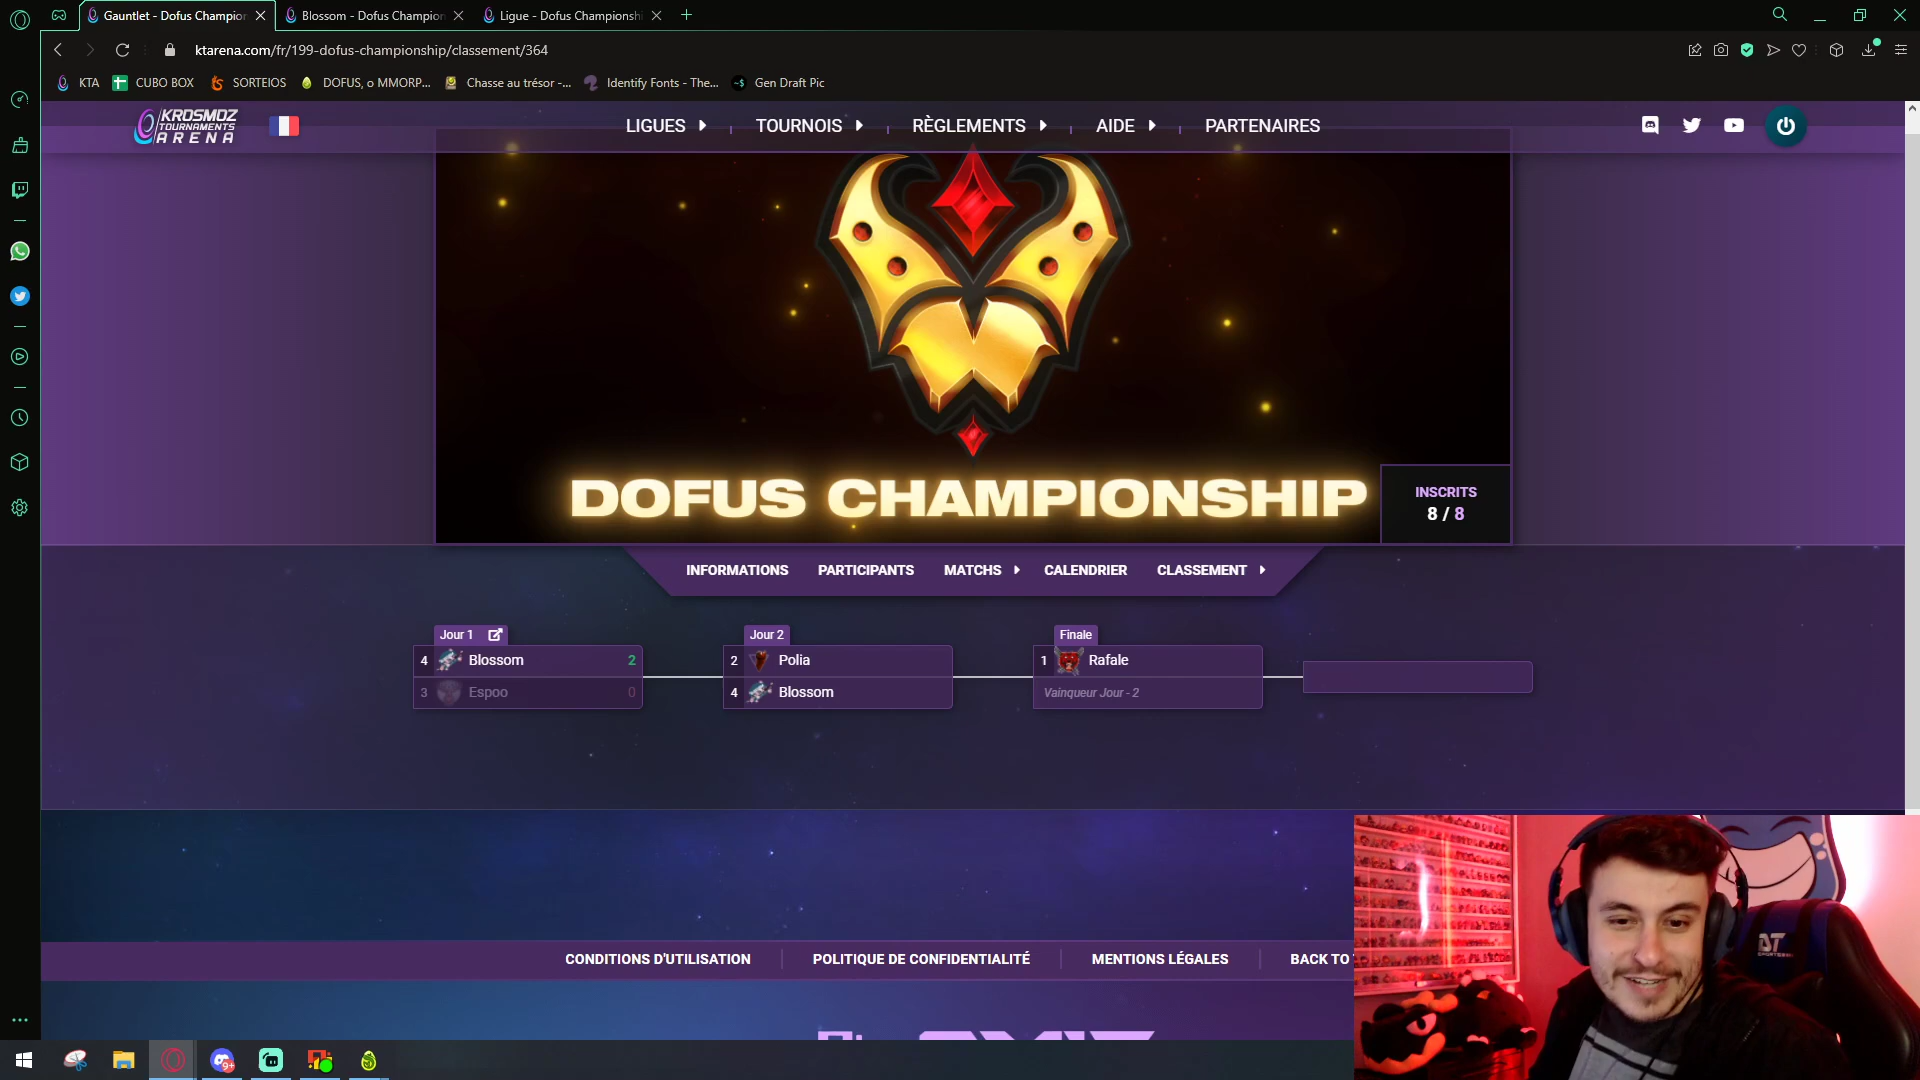 Gauntlet - Dofus Champion
Blossom - Dofus Champion
Ligue - Dofus Championshi
ktarena.com/fr/199-dofus-championship/classement/364
KTA
CUBO BOX
SORTEIOS
DOFUS, o MMORP...
Chasse au trésor -...
Identify Fonts - The...
~$
Gen Draft Pic
KROSMOZ
TOURNAMENTS
ARENA
LIGUES
TOURNOIS
RÈGLEMENTS
AIDE
PARTENAIRES
DOFUS CHAMPIONSHIP
INSCRITS
8 / 8
INFORMATIONS
PARTICIPANTS
MATCHS
CALENDRIER
CLASSEMENT
Jour 1
4 Blossom 2
3 Espoo 0
Jour 2
2 Polia
4 Blossom
Finale
1 Rafale
Vainqueur Jour - 2
CONDITIONS D'UTILISATION
POLITIQUE DE CONFIDENTIALITÉ
MENTIONS LÉGALES
BACK TO
DT
9+